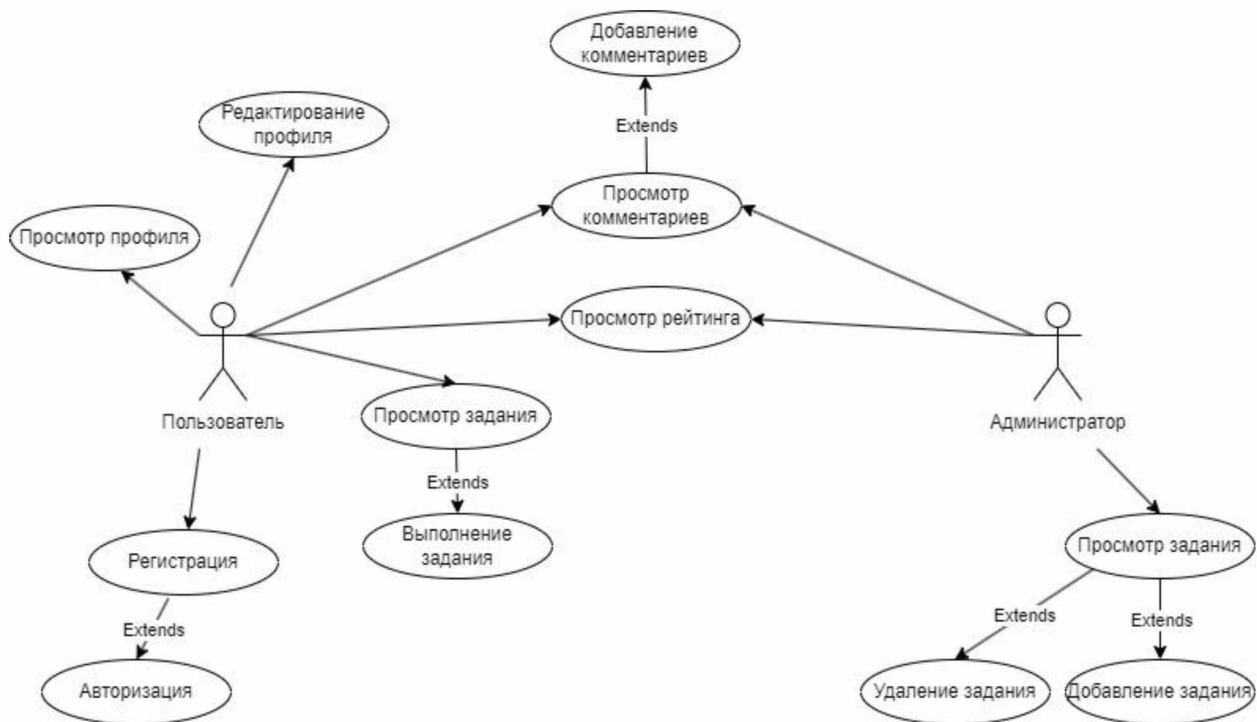 Добавление
комментариев
Редактирование
профиля
Extends
Просмотр
комментариев
Просмотр профиля
Просмотр рейтинга
Просмотр задания
Пользователь
Администратор
Extends
Выполнение
задания
Просмотр задания
Регистрация
Extends
Extends
Extends
Авторизация
Удаление задания
Добавление задания